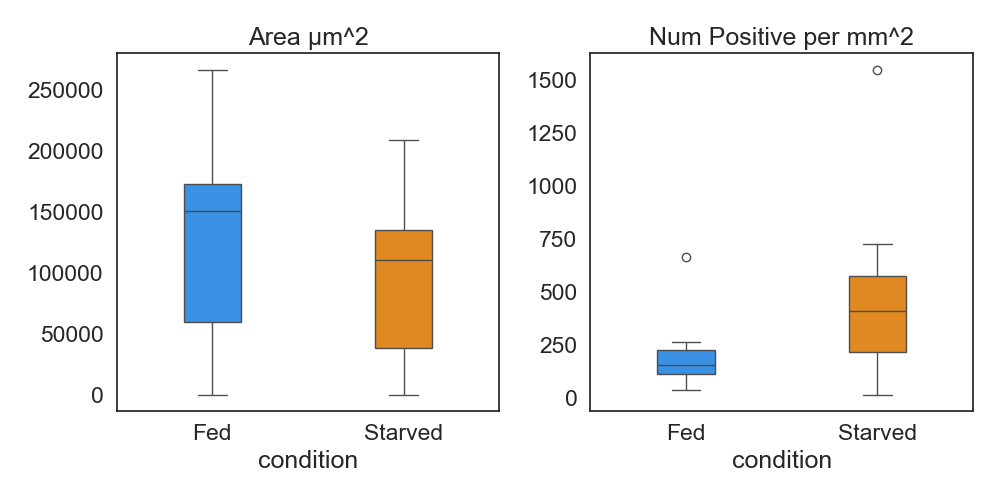 Area µm^2
250000
200000
150000
100000
50000
0
Fed
Starved
condition
Num Positive per mm^2
1500
1250
1000
750
500
250
0
Fed
Starved
condition